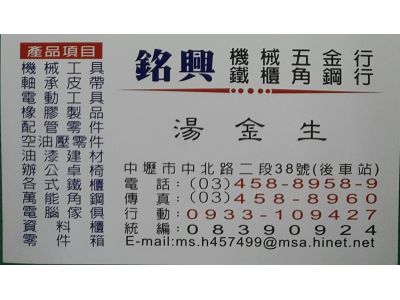 產品項目
機械工具
軸承皮帶
電動工具
橡膠製品
配管零件
空油壓零件
油漆建材
辦公桌椅
各式鐵櫃
萬能角鋼
電腦傢俱
資料櫃
零件箱
銘興 機械五金行
鐵櫃角鋼行
湯金生
中壢市中北路二段38號(後車站)
電話:(03)458-8958-9
傳真:(03)458-8960
行動:0933-109427
統編:08390924
E-mail:ms.h457499@msa.hinet.net